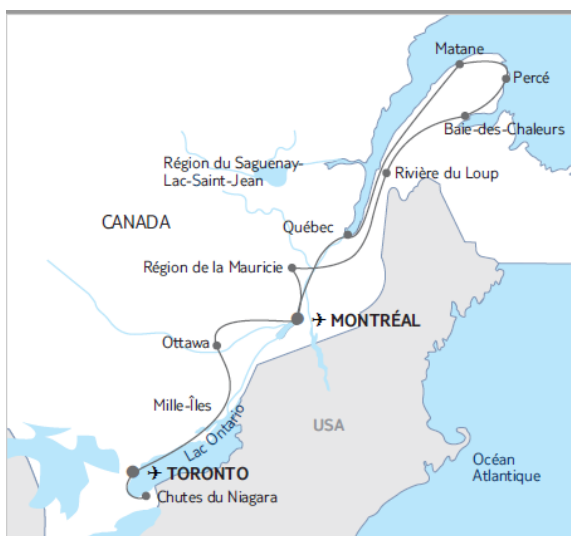 Matane
Percé
Baie-des-Chaleurs
Région du Saguenay-
Lac-Saint-Jean
Rivière du Loup
CANADA
Québec
Région de la Mauricie
MONTRÉAL
Ottawa
Mille-Îles
USA
Lac Ontario
TORONTO
Océan
Atlantique
Chutes du Niagara